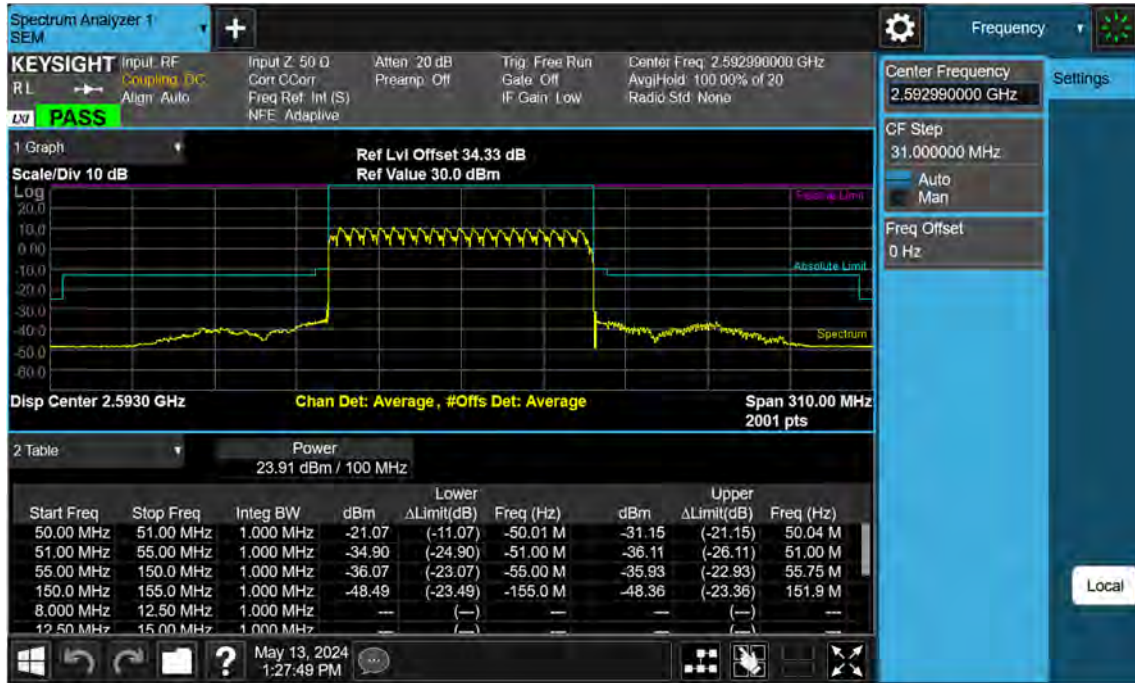 Spectrum Analyzer 1
SEM
Frequency
KEYSIGHT
RL
LXI
PASS
Input: RF
Coupling: DC
Align: Auto
Input Z: 50 Ω
Corr CCorr
Freq Ref: Int (S)
NFE: Adaptive
Atten: 20 dB
Preamp: Off
Trig: Free Run
Gate: Off
IF Gain: Low
Center Freq: 2.592990000 GHz
Avg|Hold: 100.00% of 20
Radio Std: None
Center Frequency
2.592990000 GHz
Settings
CF Step
31.000000 MHz
Auto
Man
Freq Offset
0 Hz
Local
1 Graph
Scale/Div 10 dB
Ref Lvl Offset 34.33 dB
Ref Value 30.0 dBm
Log
20.0
10.0
0.00
-10.0
-20.0
-30.0
-40.0
-50.0
-60.0
Absolute Limit
Spectrum
Disp Center 2.5930 GHz
Chan Det: Average, #Offs Det: Average
Span 310.00 MHz
2001 pts
2 Table
Power
23.91 dBm / 100 MHz
Lower Upper
Start Freq Stop Freq Integ BW dBm ΔLimit(dB) Freq (Hz) dBm ΔLimit(dB) Freq (Hz)
50.00 MHz 51.00 MHz 1.000 MHz -21.07 (-11.07) -50.01 M -31.15 (-21.15) 50.04 M
51.00 MHz 55.00 MHz 1.000 MHz -34.90 (-24.90) -51.00 M -36.11 (-26.11) 51.00 M
55.00 MHz 150.0 MHz 1.000 MHz -36.07 (-23.07) -55.00 M -35.93 (-22.93) 55.75 M
150.0 MHz 155.0 MHz 1.000 MHz -48.49 (-23.49) -155.0 M -48.36 (-23.36) 151.9 M
8.000 MHz 12.50 MHz 1.000 MHz --- (---) --- --- (---) ---
12.50 MHz 15.00 MHz 1.000 MHz --- (---) --- --- (---) ---
?
May 13, 2024
1:27:49 PM